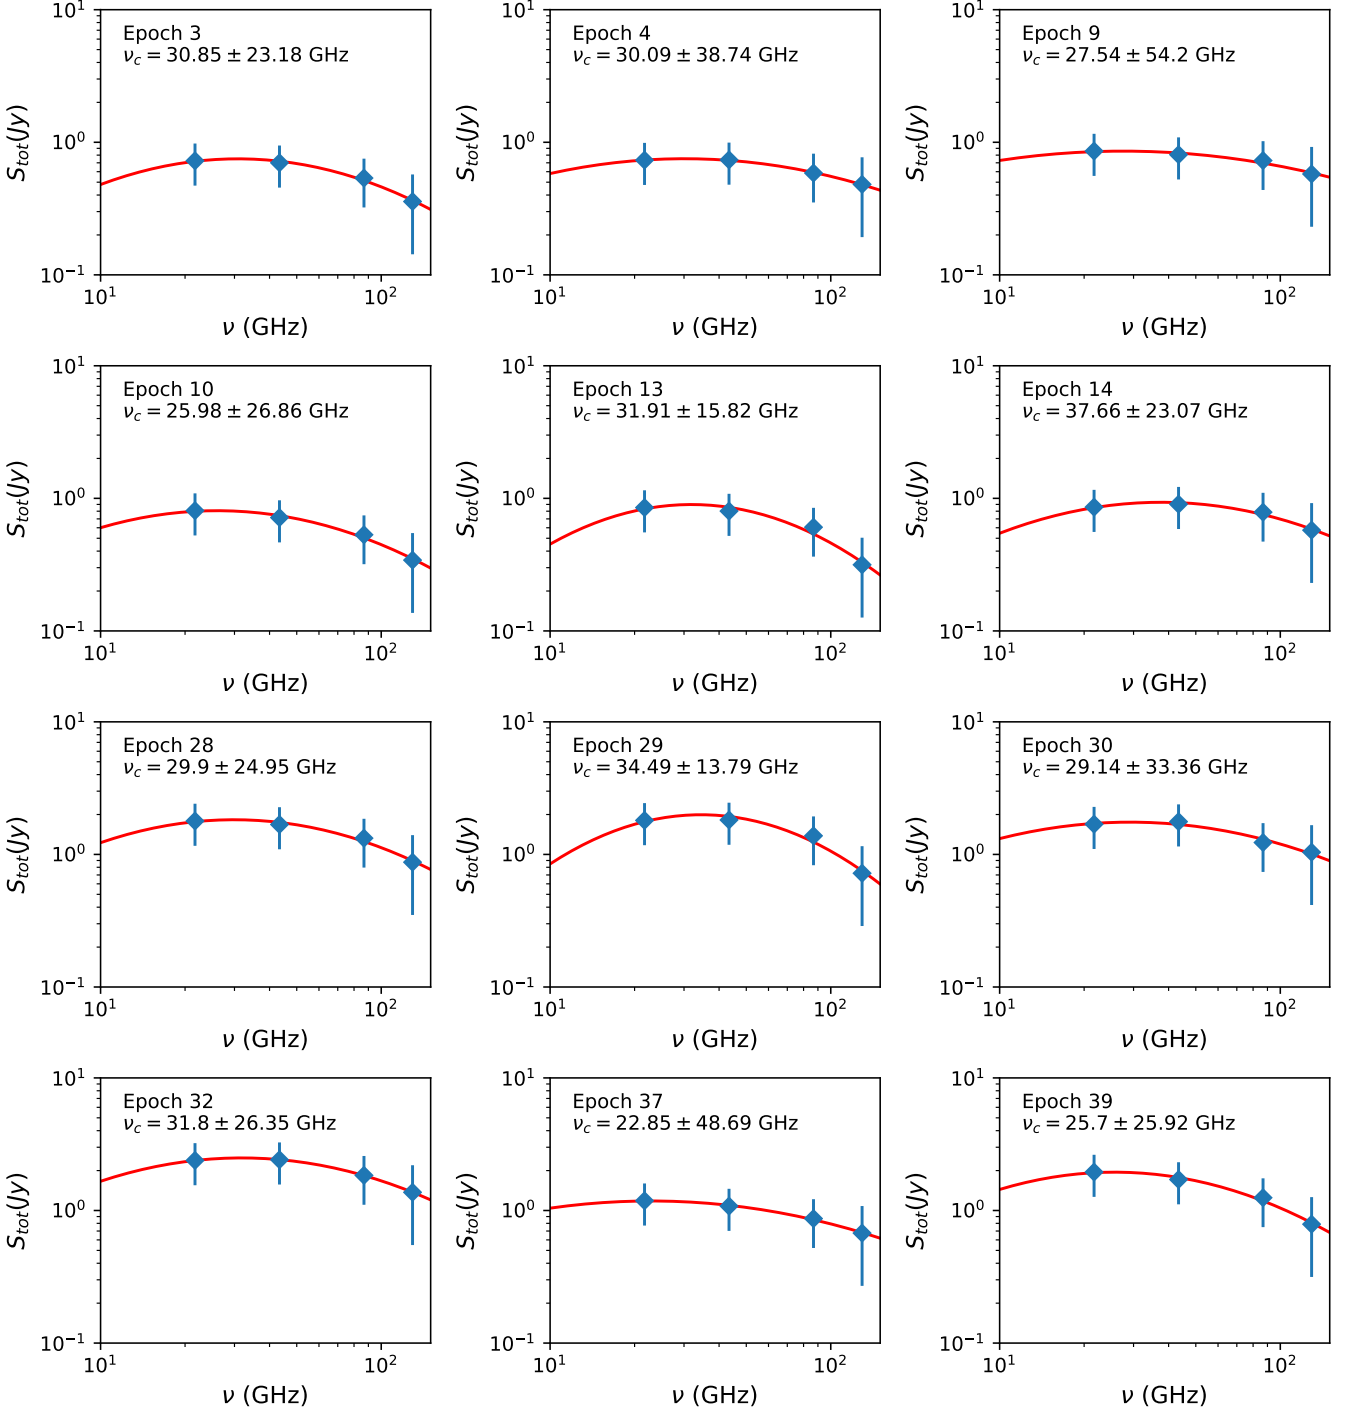 Epoch 3
ν_c = 30.85 ± 23.18 GHz
S_tot(Jy)
10^1
10^0
10^−1
10^1
10^2
ν (GHz)
Epoch 4
ν_c = 30.09 ± 38.74 GHz
S_tot(Jy)
10^1
10^0
10^−1
10^1
10^2
ν (GHz)
Epoch 9
ν_c = 27.54 ± 54.2 GHz
S_tot(Jy)
10^1
10^0
10^−1
10^1
10^2
ν (GHz)
Epoch 10
ν_c = 25.98 ± 26.86 GHz
S_tot(Jy)
10^1
10^0
10^−1
10^1
10^2
ν (GHz)
Epoch 13
ν_c = 31.91 ± 15.82 GHz
S_tot(Jy)
10^1
10^0
10^−1
10^1
10^2
ν (GHz)
Epoch 14
ν_c = 37.66 ± 23.07 GHz
S_tot(Jy)
10^1
10^0
10^−1
10^1
10^2
ν (GHz)
Epoch 28
ν_c = 29.9 ± 24.95 GHz
S_tot(Jy)
10^1
10^0
10^−1
10^1
10^2
ν (GHz)
Epoch 29
ν_c = 34.49 ± 13.79 GHz
S_tot(Jy)
10^1
10^0
10^−1
10^1
10^2
ν (GHz)
Epoch 30
ν_c = 29.14 ± 33.36 GHz
S_tot(Jy)
10^1
10^0
10^−1
10^1
10^2
ν (GHz)
Epoch 32
ν_c = 31.8 ± 26.35 GHz
S_tot(Jy)
10^1
10^0
10^−1
10^1
10^2
ν (GHz)
Epoch 37
ν_c = 22.85 ± 48.69 GHz
S_tot(Jy)
10^1
10^0
10^−1
10^1
10^2
ν (GHz)
Epoch 39
ν_c = 25.7 ± 25.92 GHz
S_tot(Jy)
10^1
10^0
10^−1
10^1
10^2
ν (GHz)